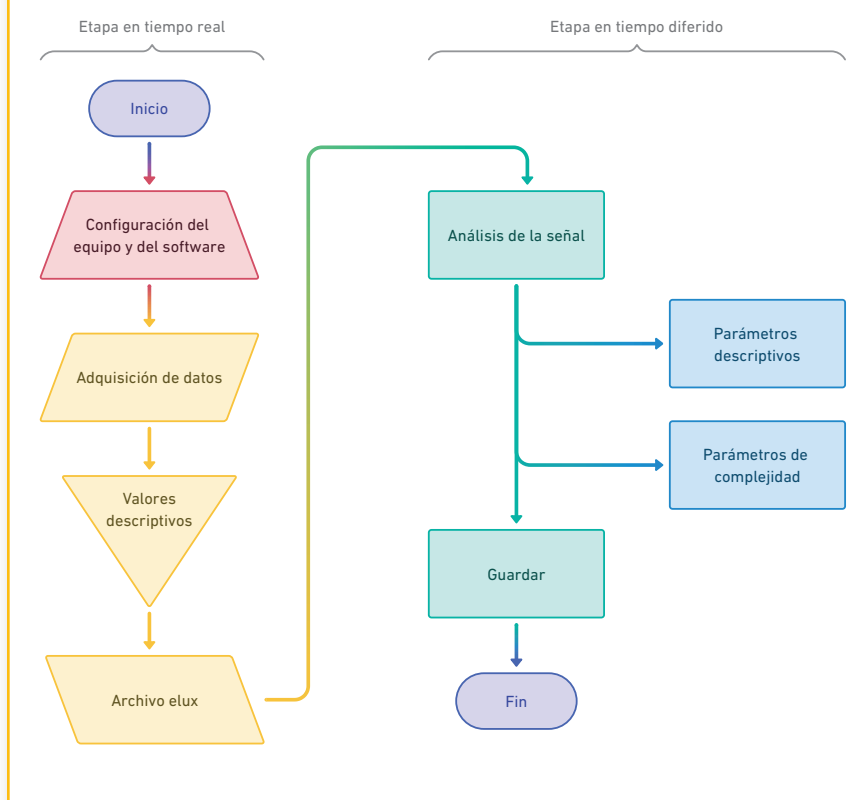 Etapa en tiempo real
Etapa en tiempo diferido
Inicio
Configuración del
equipo y del software
Adquisición de datos
Valores
descriptivos
Archivo elux
Análisis de la señal
Parámetros
descriptivos
Parámetros de
complejidad
Guardar
Fin